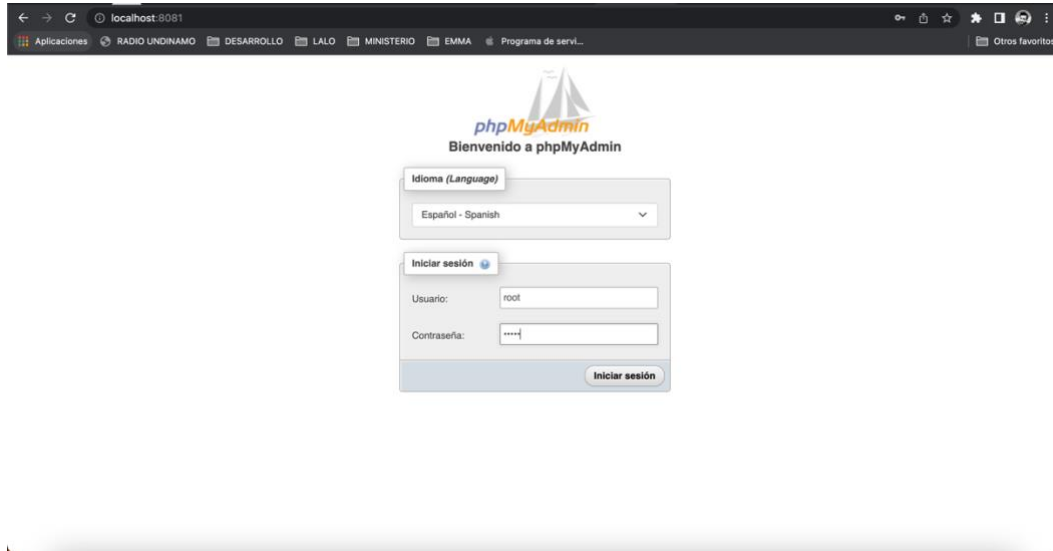 localhost:8081
Aplicaciones RADIO UNDINAMO DESARROLLO LALO MINISTERIO EMMA Programa de servi... Otros favoritos
phpMyAdmin
Bienvenido a phpMyAdmin
Idioma (Language)
Español - Spanish
Iniciar sesión
Usuario: root
Contraseña: •••••
Iniciar sesión